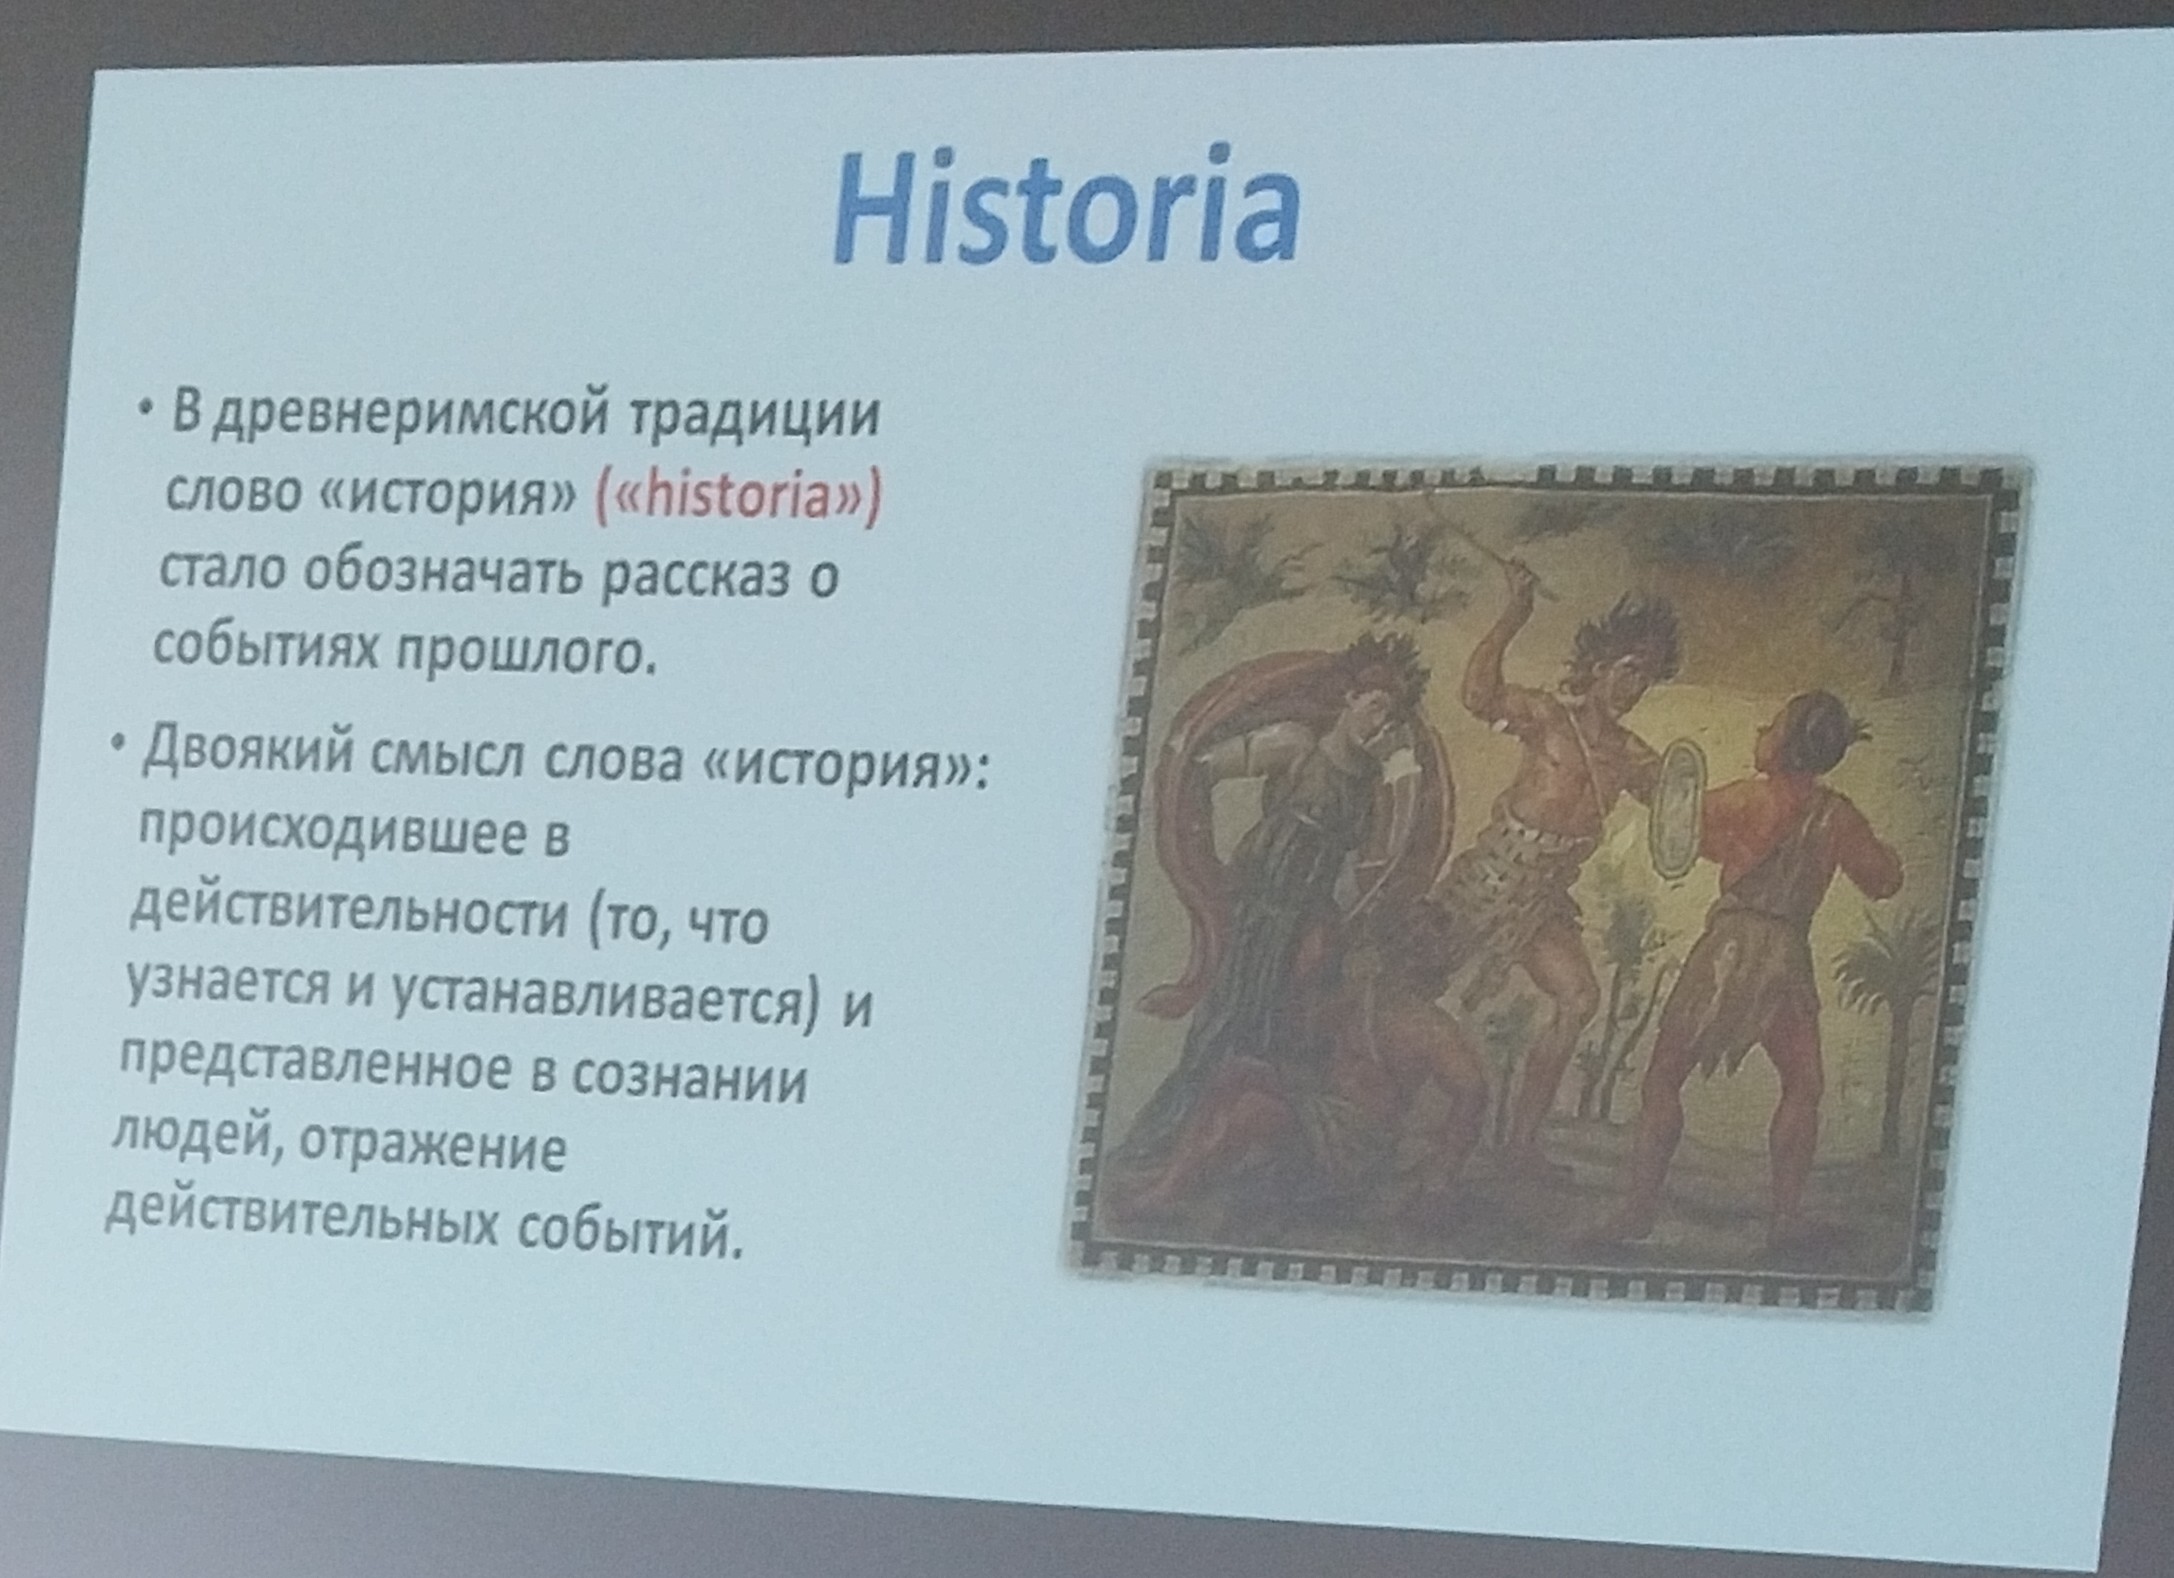 Historia
• В древнеримской традиции
слово «история» («historia»)
стало обозначать рассказ о
событиях прошлого.
• Двоякий смысл слова «история»:
происходившее в
действительности (то, что
узнается и устанавливается) и
представленное в сознании
людей, отражение
действительных событий.